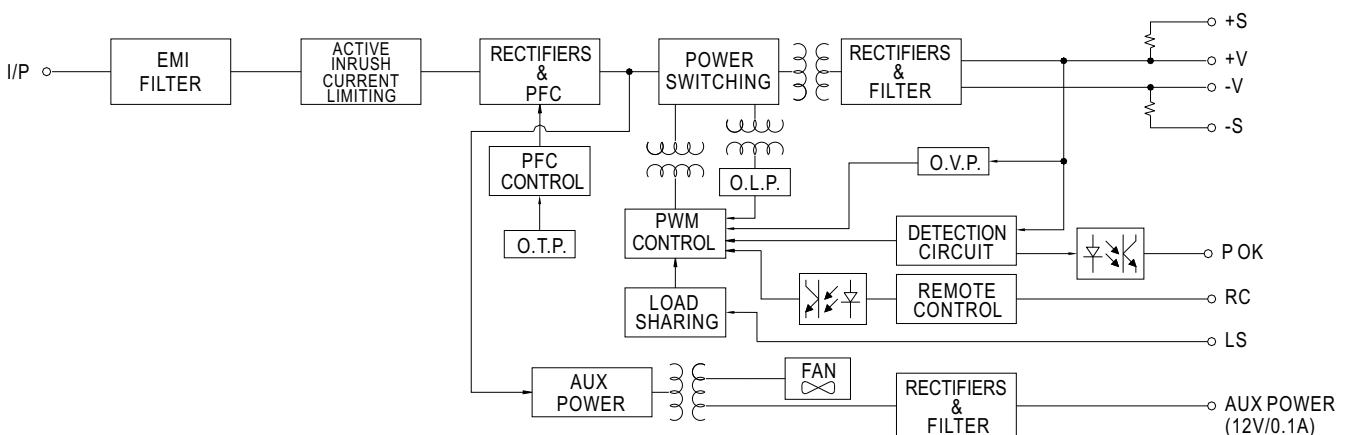 I/P
EMI
FILTER
ACTIVE
INRUSH
CURRENT
LIMITING
RECTIFIERS
&
PFC
POWER
SWITCHING
RECTIFIERS
&
FILTER
+S
+V
-V
-S
PFC
CONTROL
O.T.P.
O.L.P.
O.V.P.
PWM
CONTROL
DETECTION
CIRCUIT
P OK
LOAD
SHARING
REMOTE
CONTROL
RC
LS
AUX
POWER
FAN
RECTIFIERS
&
FILTER
AUX POWER
(12V/0.1A)